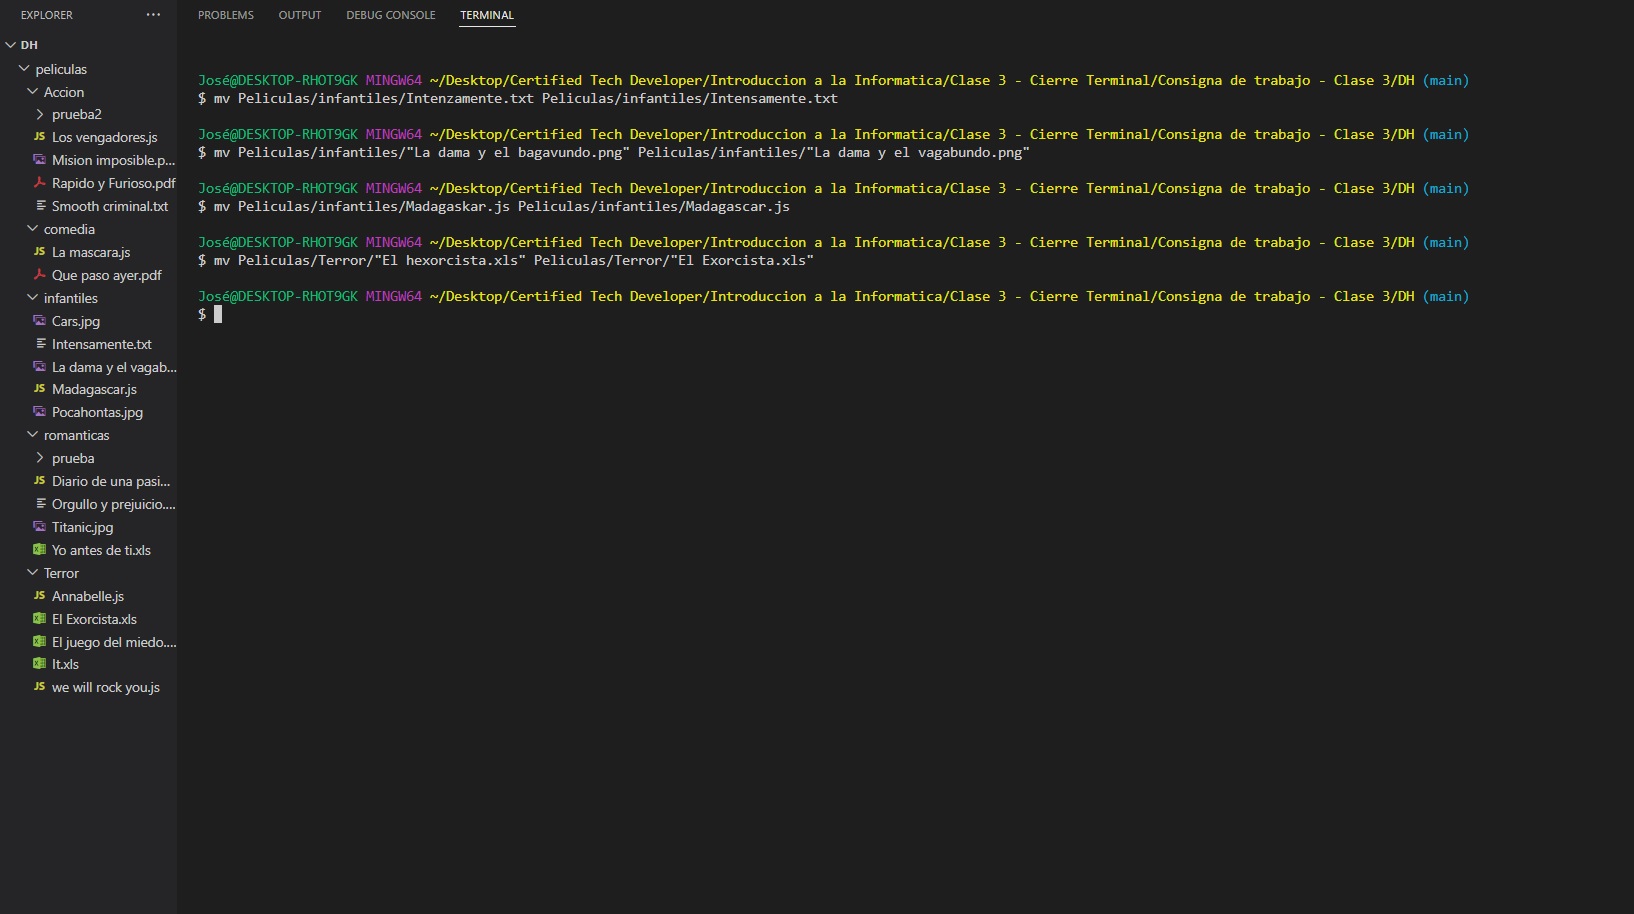 EXPLORER ...
DH
peliculas
Accion
prueba2
JS Los vengadores.js
Mision imposible.p...
Rapido y Furioso.pdf
Smooth criminal.txt
comedia
JS La mascara.js
Que paso ayer.pdf
infantiles
Cars.jpg
Intensamente.txt
La dama y el vagab...
JS Madagascar.js
Pocahontas.jpg
romanticas
prueba
JS Diario de una pasi...
Orgullo y prejuicio....
Titanic.jpg
Yo antes de ti.xls
Terror
JS Annabelle.js
El Exorcista.xls
El juego del miedo....
It.xls
JS we will rock you.js
PROBLEMS OUTPUT DEBUG CONSOLE TERMINAL
José@DESKTOP-RHOT9GK MINGW64 ~/Desktop/Certified Tech Developer/Introduccion a la Informatica/Clase 3 - Cierre Terminal/Consigna de trabajo - Clase 3/DH (main)
$ mv Peliculas/infantiles/Intenzamente.txt Peliculas/infantiles/Intensamente.txt
José@DESKTOP-RHOT9GK MINGW64 ~/Desktop/Certified Tech Developer/Introduccion a la Informatica/Clase 3 - Cierre Terminal/Consigna de trabajo - Clase 3/DH (main)
$ mv Peliculas/infantiles/"La dama y el bagavundo.png" Peliculas/infantiles/"La dama y el vagabundo.png"
José@DESKTOP-RHOT9GK MINGW64 ~/Desktop/Certified Tech Developer/Introduccion a la Informatica/Clase 3 - Cierre Terminal/Consigna de trabajo - Clase 3/DH (main)
$ mv Peliculas/infantiles/Madagaskar.js Peliculas/infantiles/Madagascar.js
José@DESKTOP-RHOT9GK MINGW64 ~/Desktop/Certified Tech Developer/Introduccion a la Informatica/Clase 3 - Cierre Terminal/Consigna de trabajo - Clase 3/DH (main)
$ mv Peliculas/Terror/"El hexorcista.xls" Peliculas/Terror/"El Exorcista.xls"
José@DESKTOP-RHOT9GK MINGW64 ~/Desktop/Certified Tech Developer/Introduccion a la Informatica/Clase 3 - Cierre Terminal/Consigna de trabajo - Clase 3/DH (main)
$